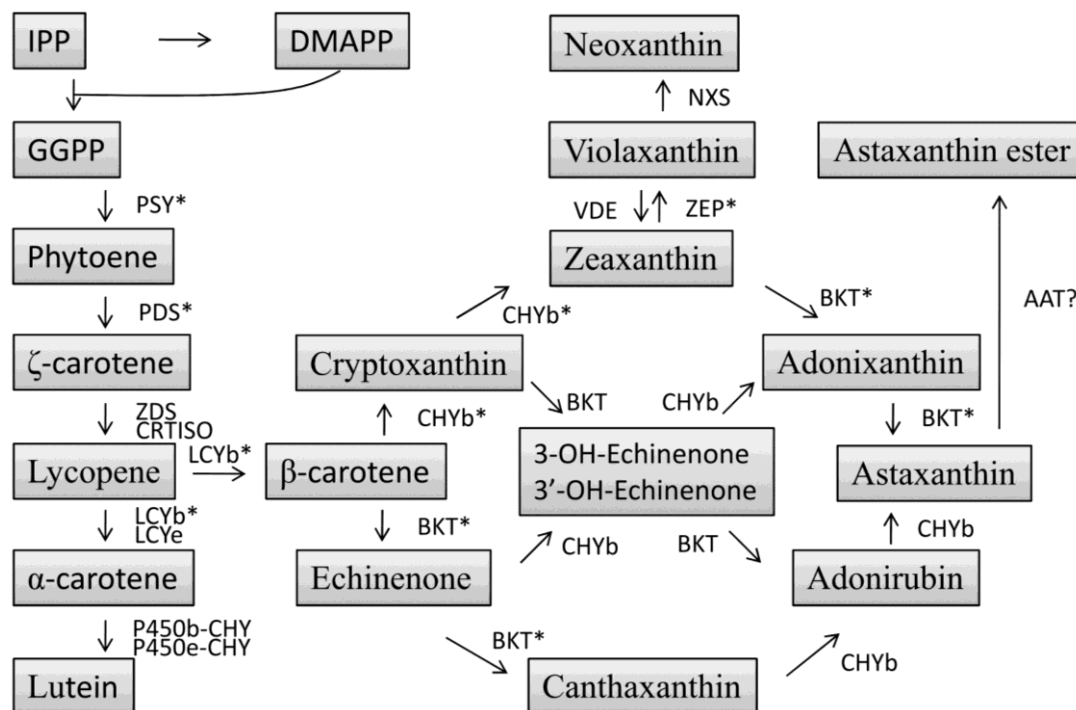 IPP
DMAPP
Neoxanthin
NXS
GGPP
Violaxanthin
Astaxanthin ester
PSY*
VDE
ZEP*
Phytoene
Zeaxanthin
PDS*
CHYb*
BKT*
AAT?
ζ-carotene
Cryptoxanthin
Adonixanthin
ZDS
CRTISO
LCYb*
CHYb*
BKT
CHYb
BKT*
Lycopene
β-carotene
3-OH-Echinenone
3’-OH-Echinenone
Astaxanthin
LCYb*
LCYe
BKT*
CHYb
BKT
CHYb
α-carotene
Echinenone
Adonirubin
P450b-CHY
P450e-CHY
BKT*
CHYb
Lutein
Canthaxanthin